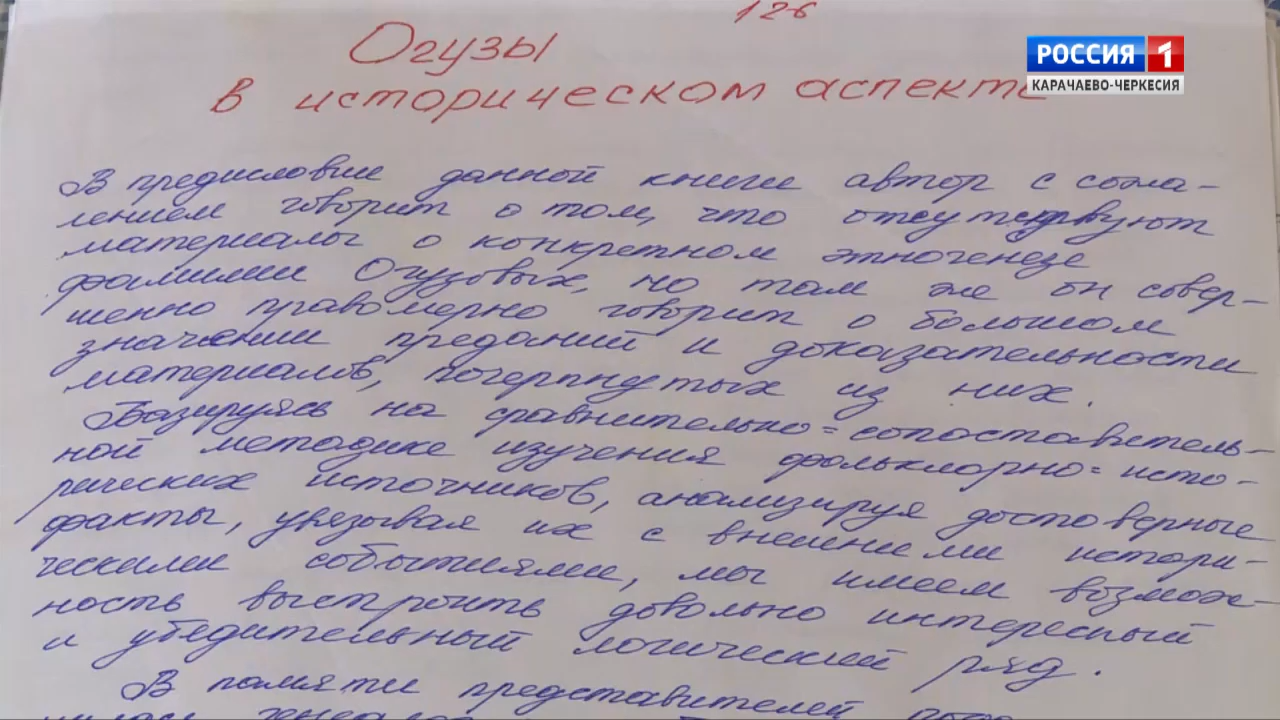 126
Огузы
РОССИЯ 1
КАРАЧАЕВО-ЧЕРКЕСИЯ
в историческом аспекте
В предисловии данной книги автор с сожа-
лением говорит о том, что отсутствуют
материалы о конкретном этногенезе
фамилии Огузовых, но там же он совер-
шенно правомерно говорит о большом
значении преданий и доказательности
материалов, почерпнутых из них.
Базируясь на сравнительно=сопоставитель-
ной методике изучения фольклорно=исто-
рических источников, анализируя достоверные
факты, увязывая их с внешними истори-
ческими событиями, мы имеем возмож-
ность выстроить довольно интересный
и убедительный логический ряд.
В памяти представителей